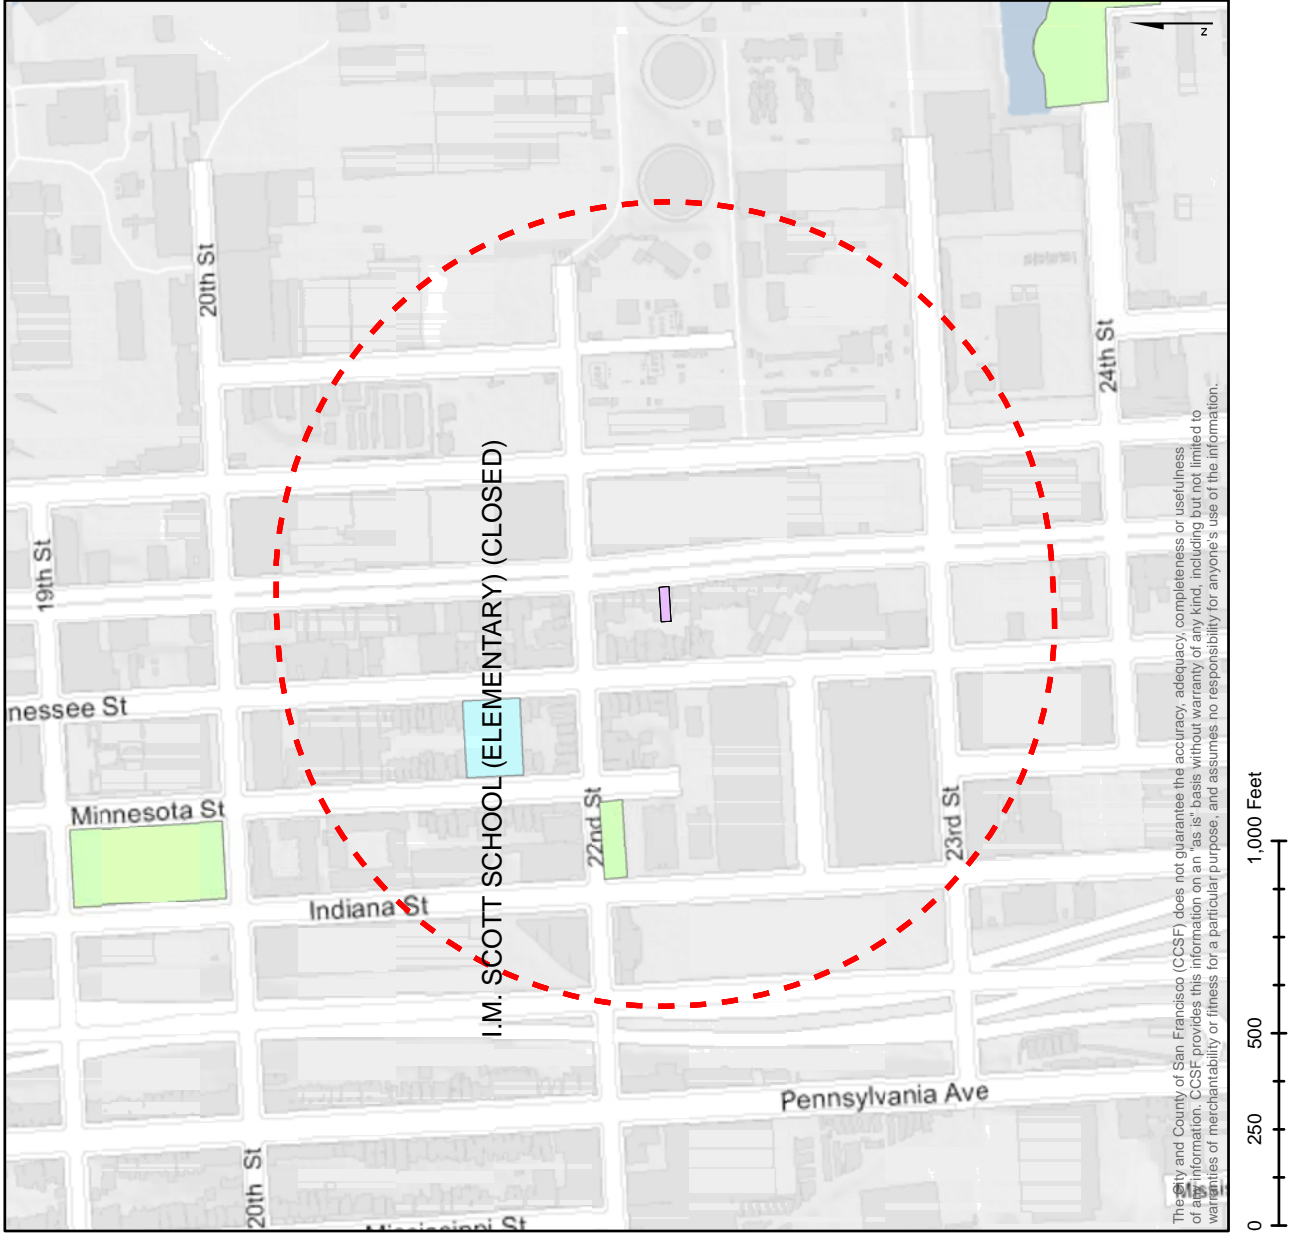 20th St
19th St
nessee St
Minnesota St
Indiana St
20th St
22nd St
23rd St
24th St
Pennsylvania Ave
Mississippi St
I.M. SCOTT SCHOOL (ELEMENTARY) (CLOSED)
N
The City and County of San Francisco (CCSF) does not guarantee the accuracy, adequacy, completeness or usefulness
of any information. CCSF provides this information on an "as is" basis without warranty of any kind, including but not limited to
warranties of merchantability or fitness for a particular purpose, and assumes no responsibility for anyone's use of the information.
0 250 500 1,000 Feet